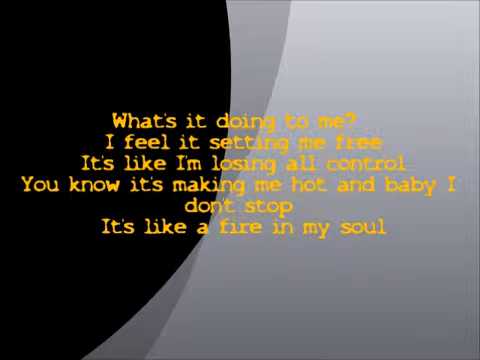 What's it doing to me?
I feel it setting me free
It's like I'm losing all control
You know it's making me hot and baby I
don't stop
It's like a fire in my soul